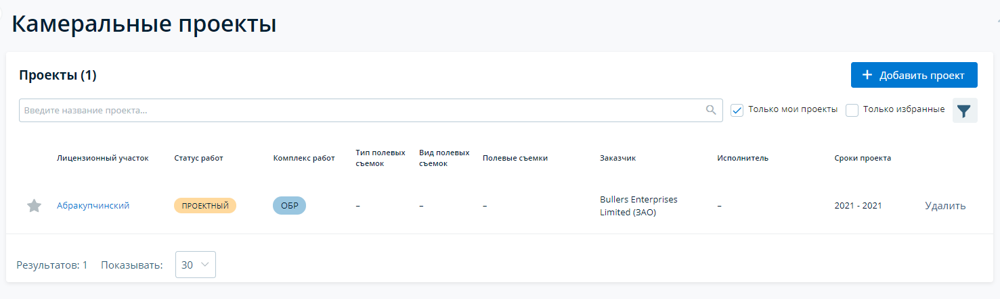 Камеральные проекты
Проекты (1)
Добавить проект
Введите название проекта...
Только мои проекты
Только избранные
Лицензионный участок
Статус работ
Комплекс работ
Тип полевых
съемок
Вид полевых
съемок
Полевые съемки
Заказчик
Исполнитель
Сроки проекта
Абракупчинский
ПРОЕКТНЫЙ
ОБР
–
–
–
Bullers Enterprises
Limited (ЗАО)
–
2021 - 2021
Удалить
Результатов: 1
Показывать:
30